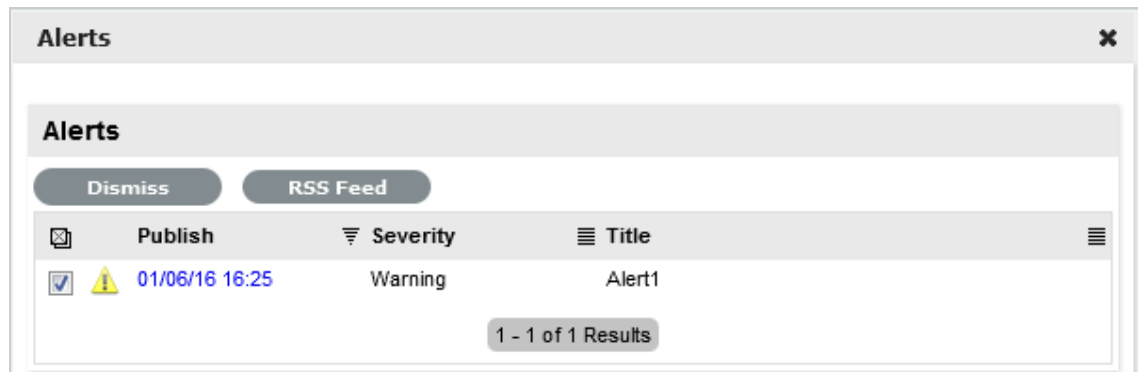 Alerts
Alerts
Dismiss RSS Feed
Publish Severity Title
01/06/16 16:25 Warning Alert1
1 - 1 of 1 Results